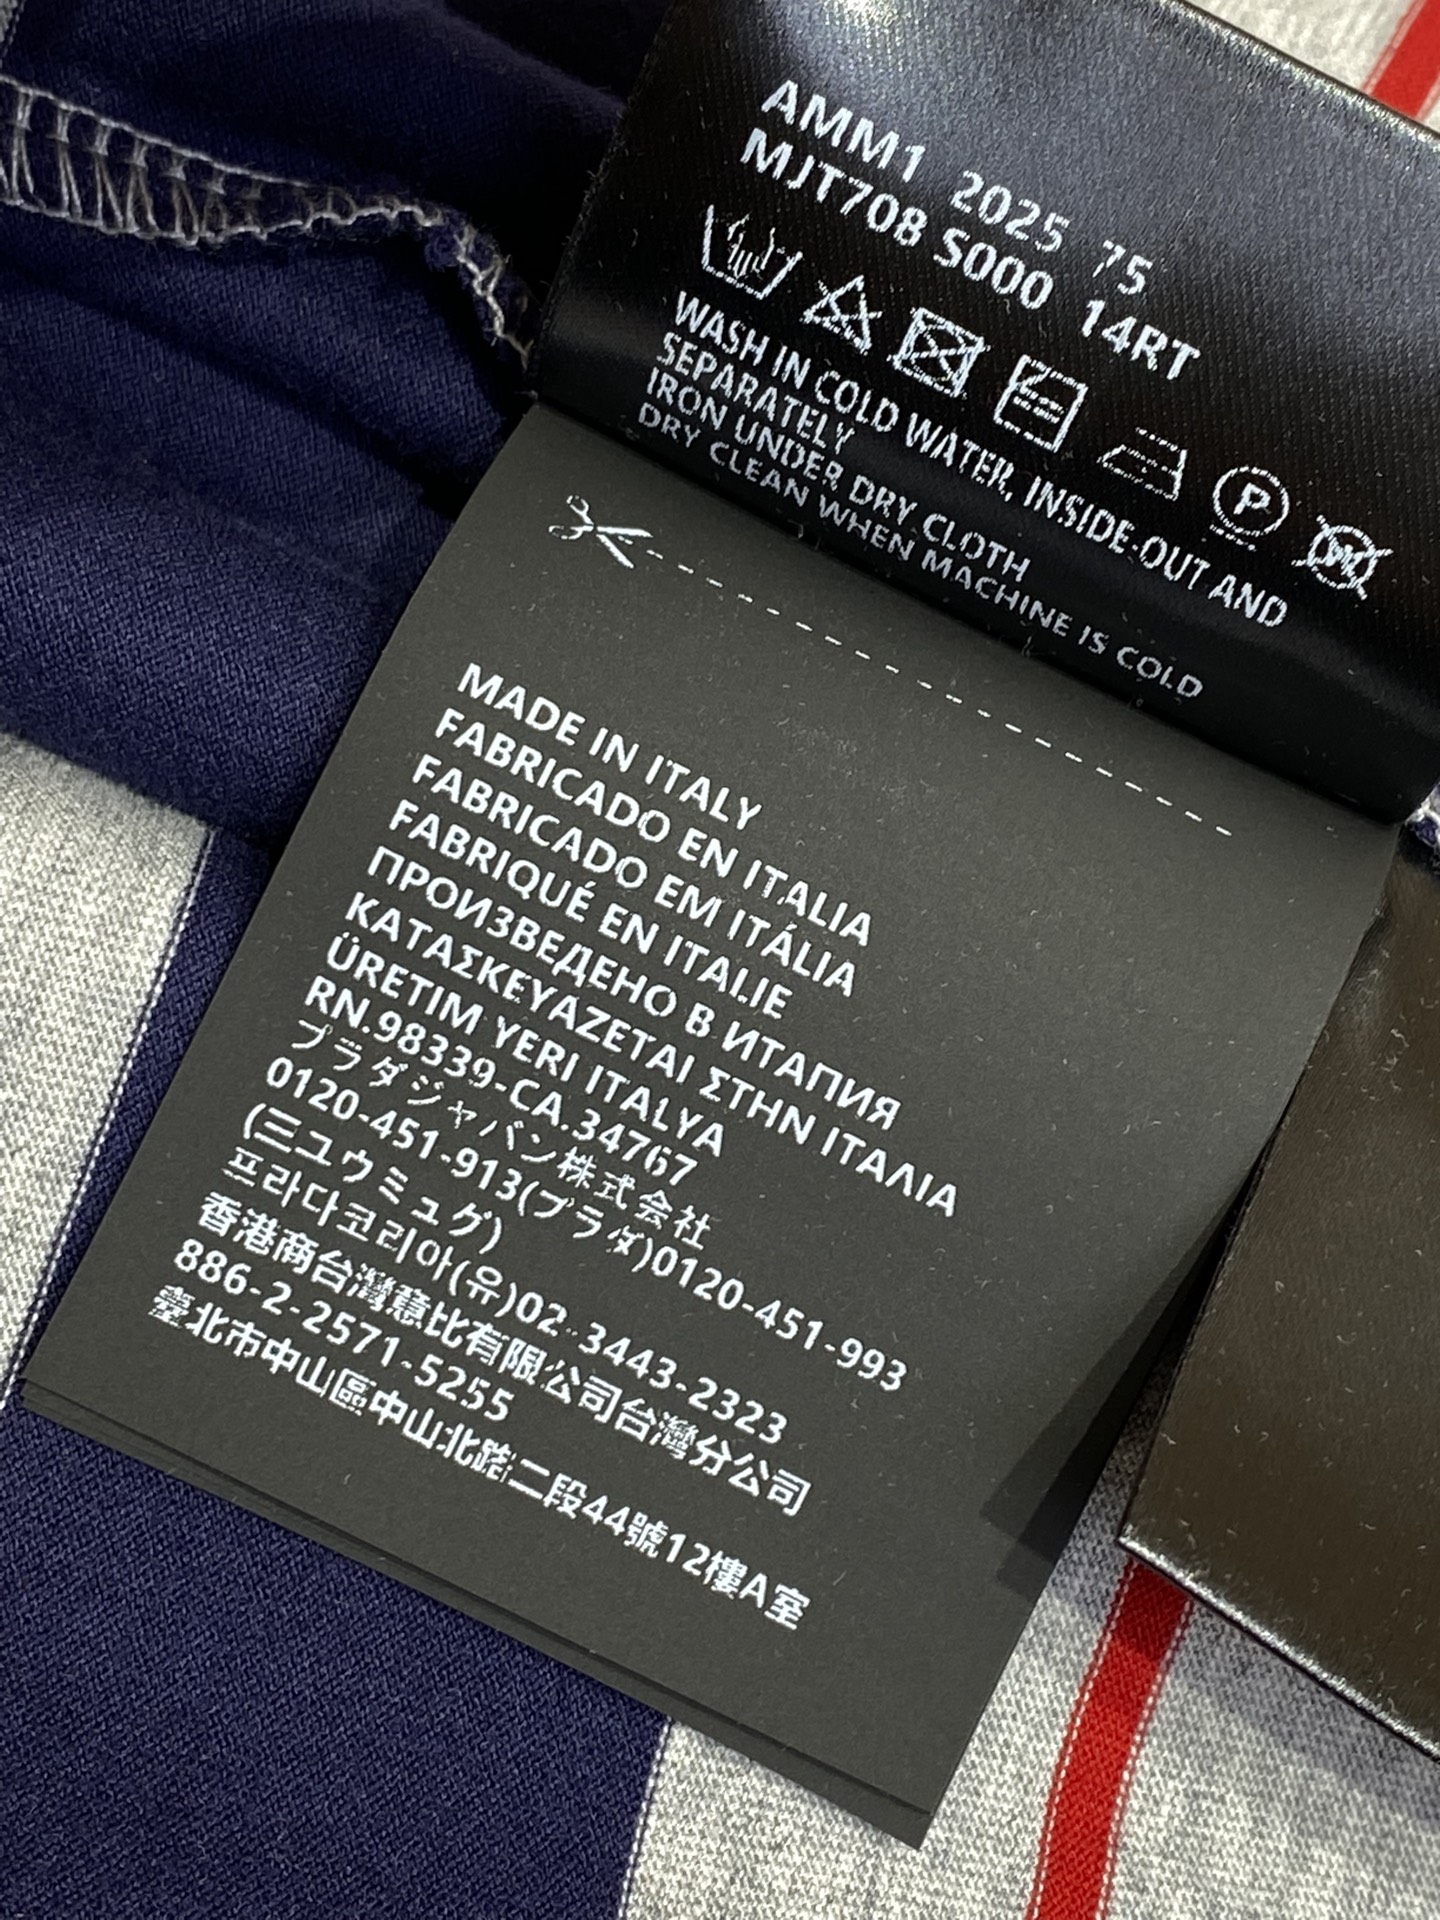 AMM1 2025 75
MJT708 S000 14RT
WASH IN COLD WATER, INSIDE-OUT AND
SEPARATELY
IRON UNDER DRY CLOTH
DRY CLEAN WHEN MACHINE IS COLD
MADE IN ITALY
FABRICADO EN ITALIA
FABRICADO EM ITÁLIA
FABRIQUÉ EN ITALIE
ПРОИЗВЕДЕНО В ИТАПИЯ
ΚΑΤΑΣΚΕΥΑΖΕΤΑΙ ΣΤΗΝ ΙΤΑΛΙΑ
ÜRETIM YERI ITALYA
RN.98339-CA.34767
プラダジャパン株式会社
0120-451-913(プラダ)0120-451-993
(三ユウミュグ)
프라다코리아(유)02-3443-2323
香港商台灣意比有限公司台灣分公司
886-2-2571-5255
臺北市中山區中山北路二段44號12樓A室